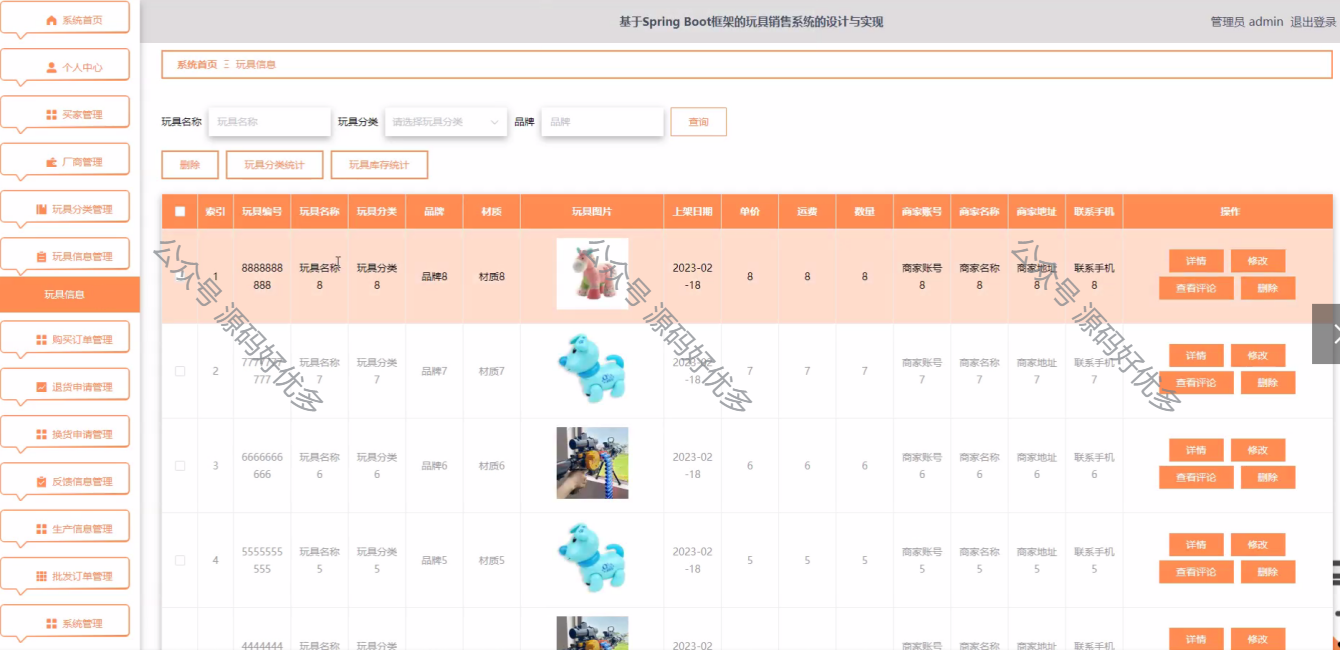 基于Spring Boot框架的玩具销售系统的设计与实现
管理员 admin 退出登录
系统首页
个人中心
买家管理
厂商管理
玩具分类管理
玩具信息管理
玩具信息
购买订单管理
退货申请管理
换货申请管理
反馈信息管理
生产信息管理
批发订单管理
系统管理
系统首页 玩具信息
玩具名称 玩具名称 玩具分类 请选择玩具分类 品牌 品牌 查询
删除 玩具分类统计 玩具库存统计
索引 玩具编号 玩具名称 玩具分类 品牌 材质 玩具图片 上架日期 单价 运费 数量 商家账号 商家名称 商家地址 联系手机 操作
1 8888888 玩具名称 玩具分类 品牌8 材质8 2023-02 8 8 8 商家账号 商家名称 商家地址 联系手机 详情 修改
888 8 8 -18 8 8 8 8 查看评论 删除
2 7777777 玩具名称 玩具分类 品牌7 材质7 2023-02 7 7 7 商家账号 商家名称 商家地址 联系手机 详情 修改
777 7 7 -18 7 7 7 7 查看评论 删除
3 6666666 玩具名称 玩具分类 品牌6 材质6 2023-02 6 6 6 商家账号 商家名称 商家地址 联系手机 详情 修改
666 6 6 -18 6 6 6 6 查看评论 删除
4 5555555 玩具名称 玩具分类 品牌5 材质5 2023-02 5 5 5 商家账号 商家名称 商家地址 联系手机 详情 修改
555 5 5 -18 5 5 5 5 查看评论 删除
4444444 玩具名称 玩具分类 2023-02 商家账号 商家名称 商家地址 联系手机 详情 修改
公众号 源码好优多
公众号 源码好优多
公众号 源码好优多